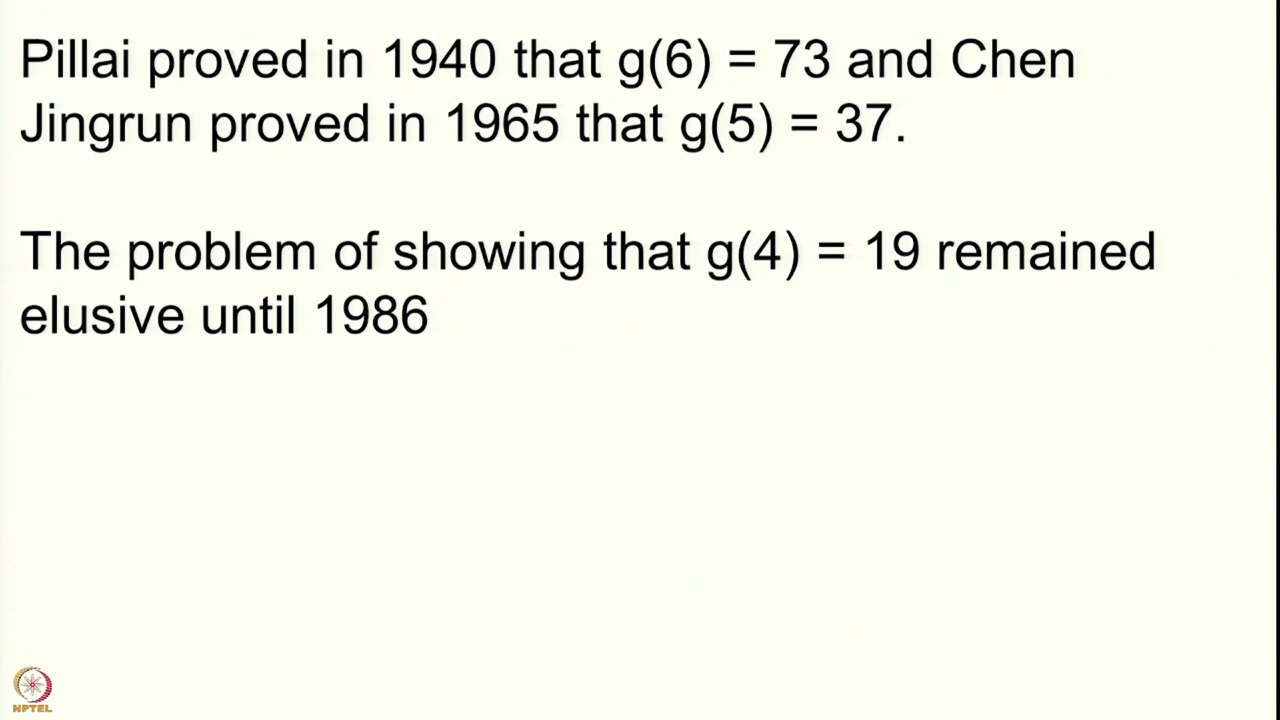 Pillai proved in 1940 that g(6) = 73 and Chen
Jingrun proved in 1965 that g(5) = 37.
The problem of showing that g(4) = 19 remained
elusive until 1986
NPTEL